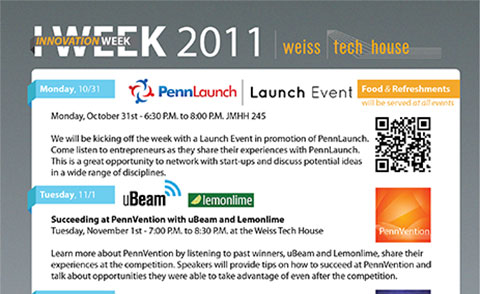 I WEEK 2011 weiss tech house
INNOVATION WEEK
Monday, 10/31 PennLaunch Launch Event Food & Refreshments
will be served at all events
Monday, October 31st - 6:30 P.M. to 8:00 P.M. JMHH 245
We will be kicking off the week with a Launch Event in promotion of PennLaunch.
Come listen to entrepreneurs as they share their experiences with PennLaunch.
This is a great opportunity to network with start-ups and discuss potential ideas
in a wide range of disciplines.
Tuesday, 11/1 uBeam lemonlime
Succeeding at PennVention with uBeam and Lemonlime
Tuesday, November 1st - 7:00 P.M. to 8:30 P.M. at the Weiss Tech House
PennVention
Learn more about PennVention by listening to past winners, uBeam and Lemonlime, share their
experiences at the competition. Speakers will provide tips on how to succeed at PennVention and
talk about opportunities they were able to take advantage of even after the competition.